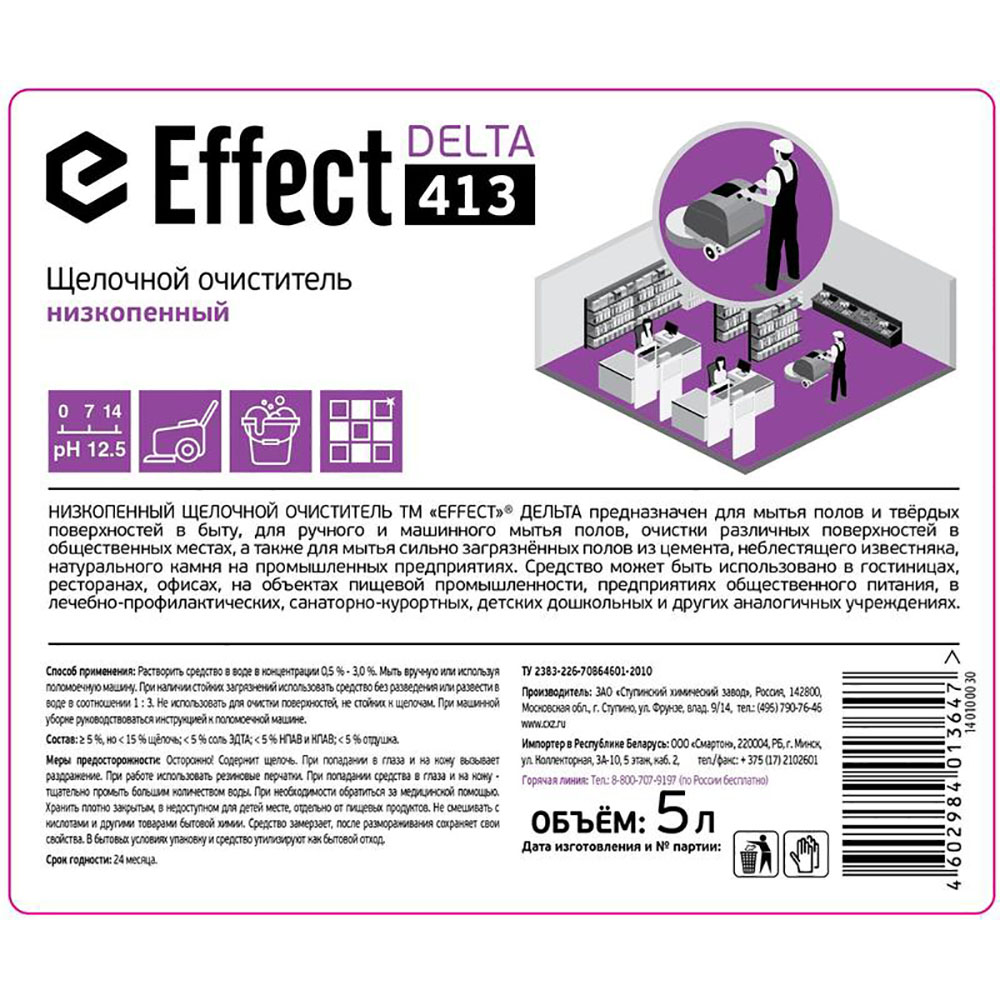 Effect DELTA
413
Щелочной очиститель
низкопенный
0 7 14
pH 12.5
НИЗКОПЕННЫЙ ЩЕЛОЧНОЙ ОЧИСТИТЕЛЬ ТМ «EFFECT»® ДЕЛЬТА предназначен для мытья полов и твёрдых
поверхностей в быту, для ручного и машинного мытья полов, очистки различных поверхностей в
общественных местах, а также для мытья сильно загрязнённых полов из цемента, неблестящего известняка,
натурального камня на промышленных предприятиях. Средство может быть использовано в гостиницах,
ресторанах, офисах, на объектах пищевой промышленности, предприятиях общественного питания, в
лечебно-профилактических, санаторно-курортных, детских дошкольных и других аналогичных учреждениях.
Способ применения: Растворить средство в воде в концентрации 0,5 % - 3,0 %. Мыть вручную или используя
поломоечную машину. При наличии стойких загрязнений использовать средство без разведения или развести в
воде в соотношении 1 : 3. Не использовать для очистки поверхностей, не стойких к щелочам. При машинной
уборке руководствоваться инструкцией к поломоечной машине.
Состав: ≥ 5 %, но < 15 % щёлочь; < 5 % соль ЭДТА; < 5 % НПАВ и КПАВ; < 5 % отдушка.
Меры предосторожности: Осторожно! Содержит щелочь. При попадании в глаза и на кожу вызывает
раздражение. При работе использовать резиновые перчатки. При попадании средства в глаза и на кожу -
тщательно промыть большим количеством воды. При необходимости обратиться за медицинской помощью.
Хранить плотно закрытым, в недоступном для детей месте, отдельно от пищевых продуктов. Не смешивать с
кислотами и другими товарами бытовой химии. Средство замерзает, после размораживания сохраняет свои
свойства. В бытовых условиях упаковку и средство утилизируют как бытовой отход.
Срок годности: 24 месяца.
ТУ 2383-226-70864601-2010
Производитель: ЗАО «Ступинский химический завод», Россия, 142800,
Московская обл., г. Ступино, ул. Фрунзе, влад. 9/14, тел.: (495) 790-76-46
www.cxz.ru
Импортер в Республике Беларусь: ООО «Смартон», 220004, РБ, г. Минск,
ул. Коллекторная, 3А-10, 5 этаж, каб. 2, тел./факс: + 375 (17) 2102601
Горячая линия: Тел.: 8-800-707-9197 (по России бесплатно)
ОБЪЁМ: 5 л
Дата изготовления и № партии:
4 602984 013647 >
14 010 00 30